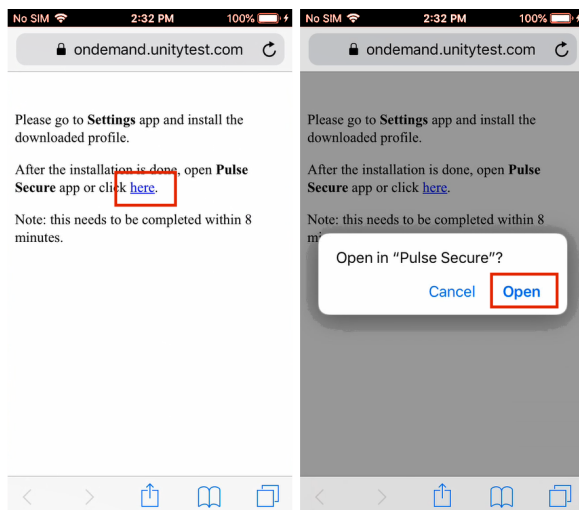 No SIM 2:32 PM 100%
ondemand.unitytest.com
Please go to Settings app and install the
downloaded profile.
After the installation is done, open Pulse
Secure app or click here.
Note: this needs to be completed within 8
minutes.
No SIM 2:32 PM 100%
ondemand.unitytest.com
Please go to Settings app and install the
downloaded profile.
After the installation is done, open Pulse
Secure app or click here.
Note: this needs to be completed within 8
Open in “Pulse Secure”?
Cancel Open